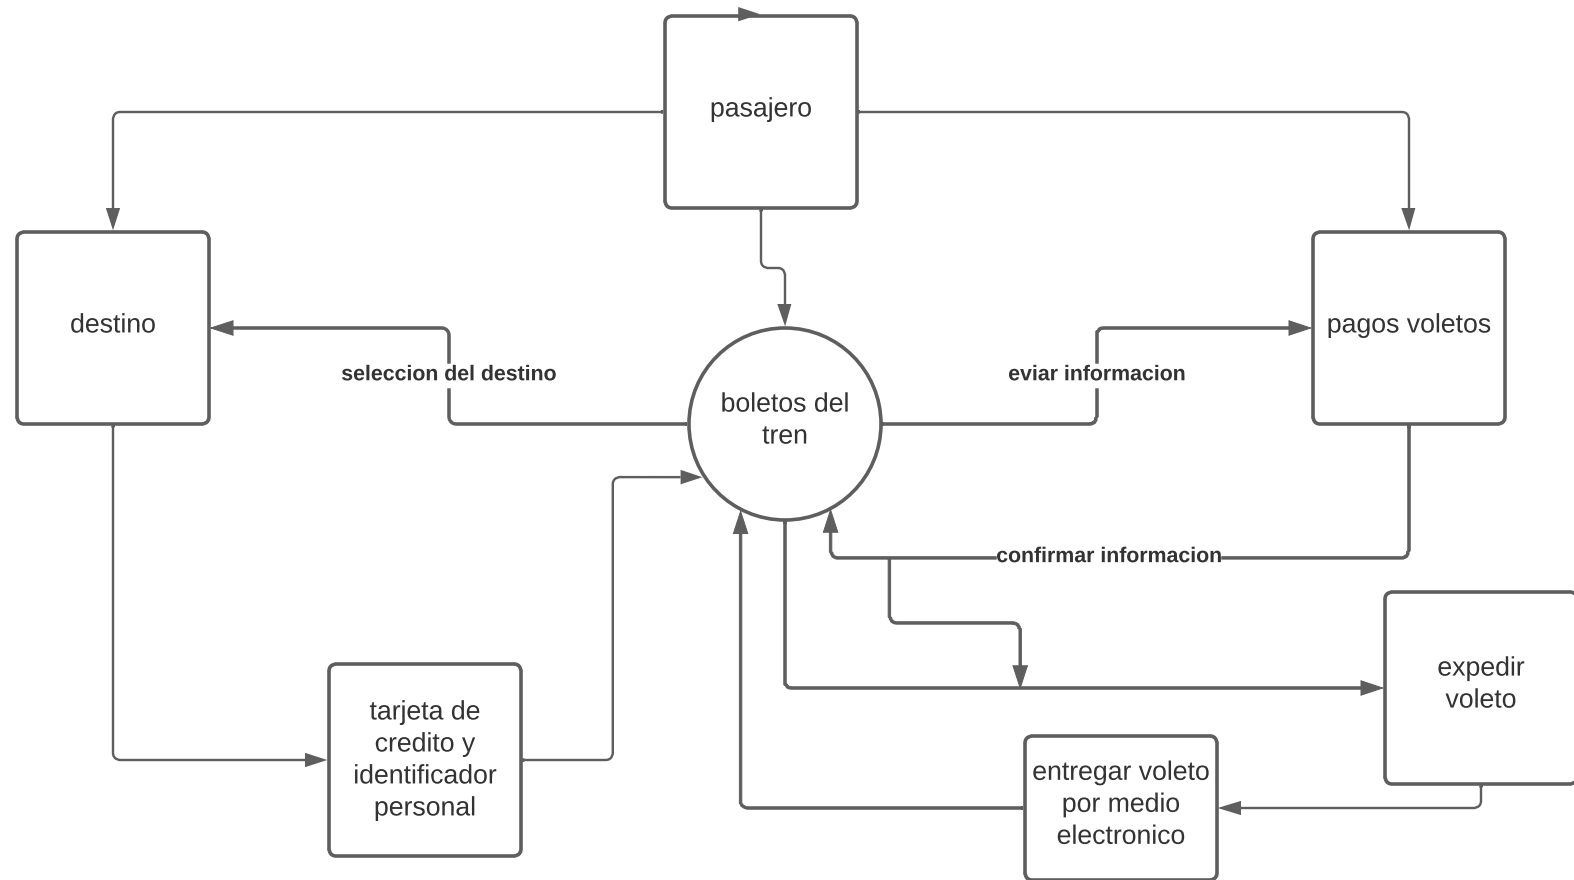 pasajero
destino
seleccion del destino
boletos del
tren
eviar informacion
pagos voletos
confirmar informacion
expedir
voleto
tarjeta de
credito y
identificador
personal
entregar voleto
por medio
electronico